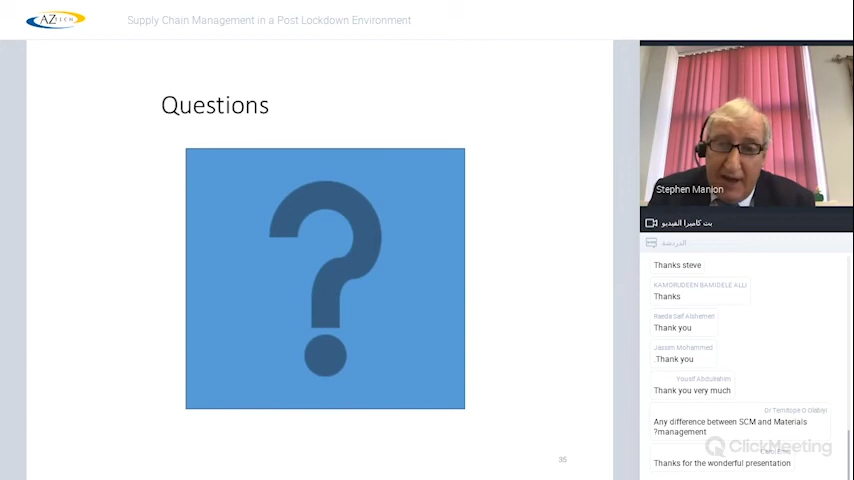 AZTECH
Supply Chain Management in a Post Lockdown Environment
Questions
?
35
Stephen Manion
بث كاميرا الفيديو
الدردشة
Thanks steve
KAMORUDEEN BAMIDELE ALLI
Thanks
Raeda Saif Alshemeri
Thank you
Jassim Mohammed
.Thank you
Yousif Abdulrahim
Thank you very much
Dr Temitope O Olabiyi
Any difference between SCM and Materials
?management
ClickMeeting
Thanks for the wonderful presentation